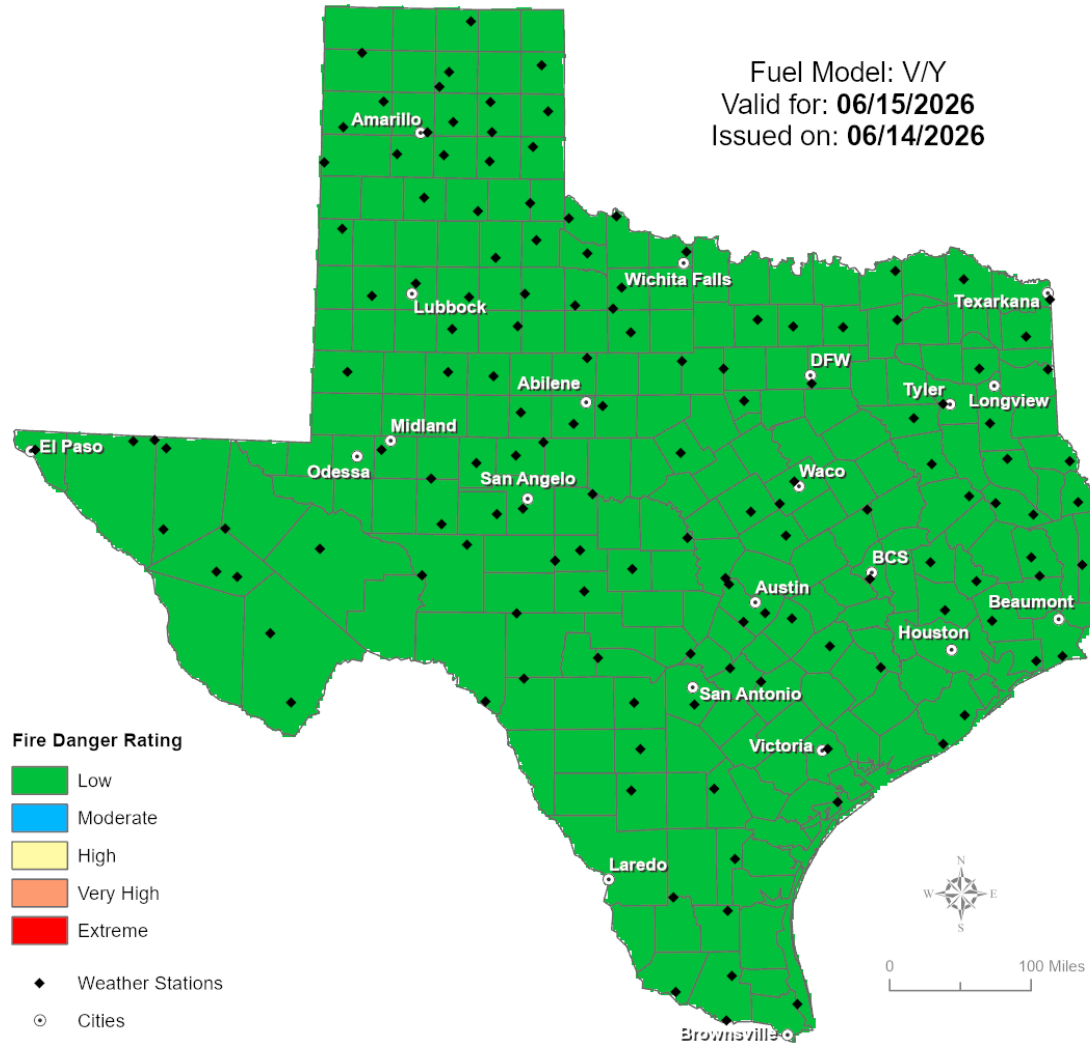 Fuel Model: V/Y
Valid for: 06/15/2026
Issued on: 06/14/2026
Amarillo
Wichita Falls
Lubbock
Texarkana
DFW
Abilene
Tyler
Longview
Midland
El Paso
Odessa
San Angelo
Waco
BCS
Austin
Beaumont
Houston
San Antonio
Victoria
Laredo
Brownsville
Fire Danger Rating
Low
Moderate
High
Very High
Extreme
Weather Stations
Cities
N
W E
S
0 100 Miles